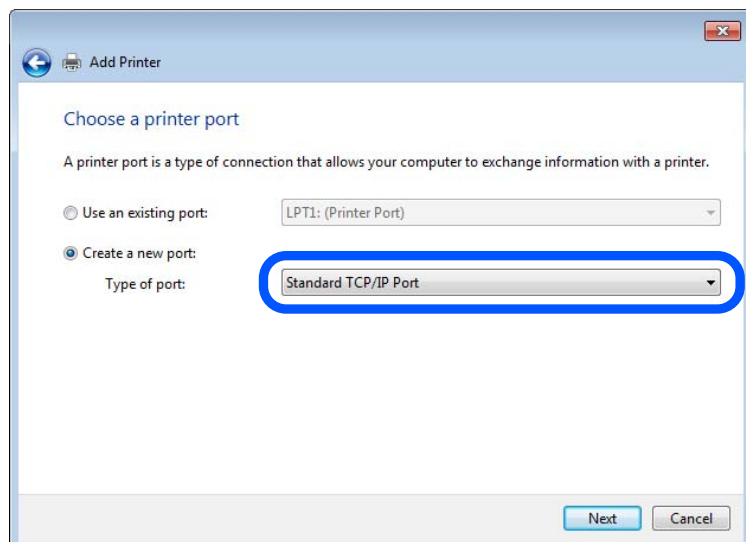 Add Printer
Choose a printer port
A printer port is a type of connection that allows your computer to exchange information with a printer.
Use an existing port: LPT1: (Printer Port)
Create a new port:
Type of port: Standard TCP/IP Port
Next Cancel